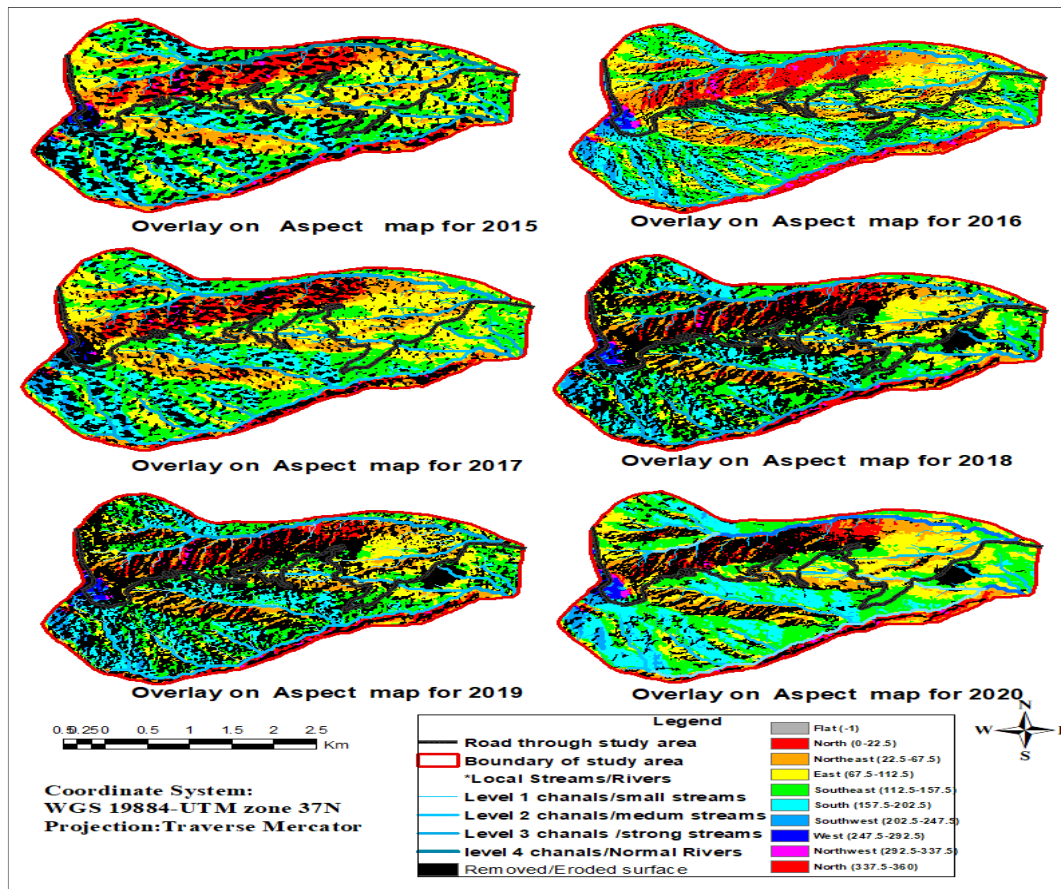 Overlay on Aspect map for 2015
Overlay on Aspect map for 2016
Overlay on Aspect map for 2017
Overlay on Aspect map for 2018
Overlay on Aspect map for 2019
Overlay on Aspect map for 2020
0.5 0.25 0 0.5 1 1.5 2 2.5
Km
Coordinate System:
WGS 19884-UTM zone 37N
Projection:Traverse Mercator
Legend
Road through study area
Boundary of study area
*Local Streams/Rivers
Level 1 chanals/small streams
Level 2 chanals/medum streams
Level 3 chanals /strong streams
level 4 chanals/Normal Rivers
Removed/Eroded surface
Flat (-1)
North (0-22.5)
Northeast (22.5-67.5)
East (67.5-112.5)
Southeast (112.5-157.5)
South (157.5-202.5)
Southwest (202.5-247.5)
West (247.5-292.5)
Northwest (292.5-337.5)
North (337.5-360)
N
W E
S